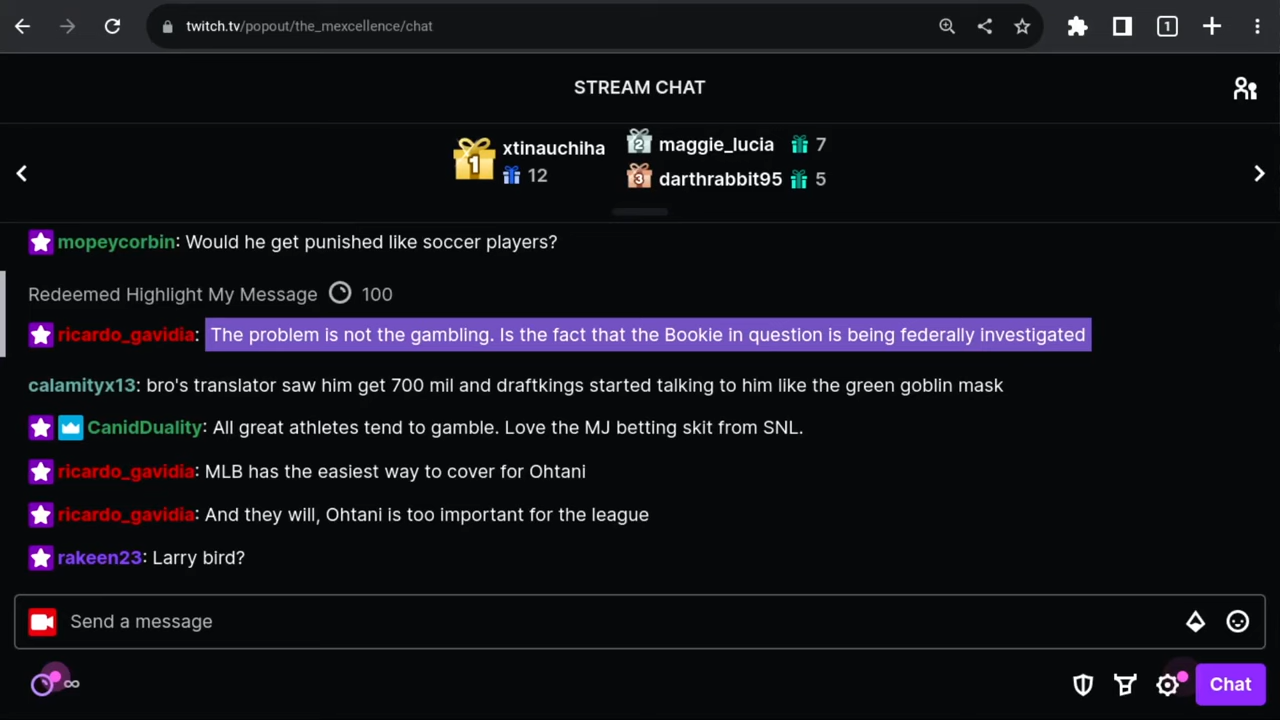 twitch.tv/popout/the_mexcellence/chat
1
STREAM CHAT
1 xtinauchiha
12
2 maggie_lucia 7
3 darthrabbit95 5
mopeycorbin: Would he get punished like soccer players?
Redeemed Highlight My Message 100
ricardo_gavidia: The problem is not the gambling. Is the fact that the Bookie in question is being federally investigated
calamityx13: bro's translator saw him get 700 mil and draftkings started talking to him like the green goblin mask
CanidDuality: All great athletes tend to gamble. Love the MJ betting skit from SNL.
ricardo_gavidia: MLB has the easiest way to cover for Ohtani
ricardo_gavidia: And they will, Ohtani is too important for the league
rakeen23: Larry bird?
Send a message
∞
Chat